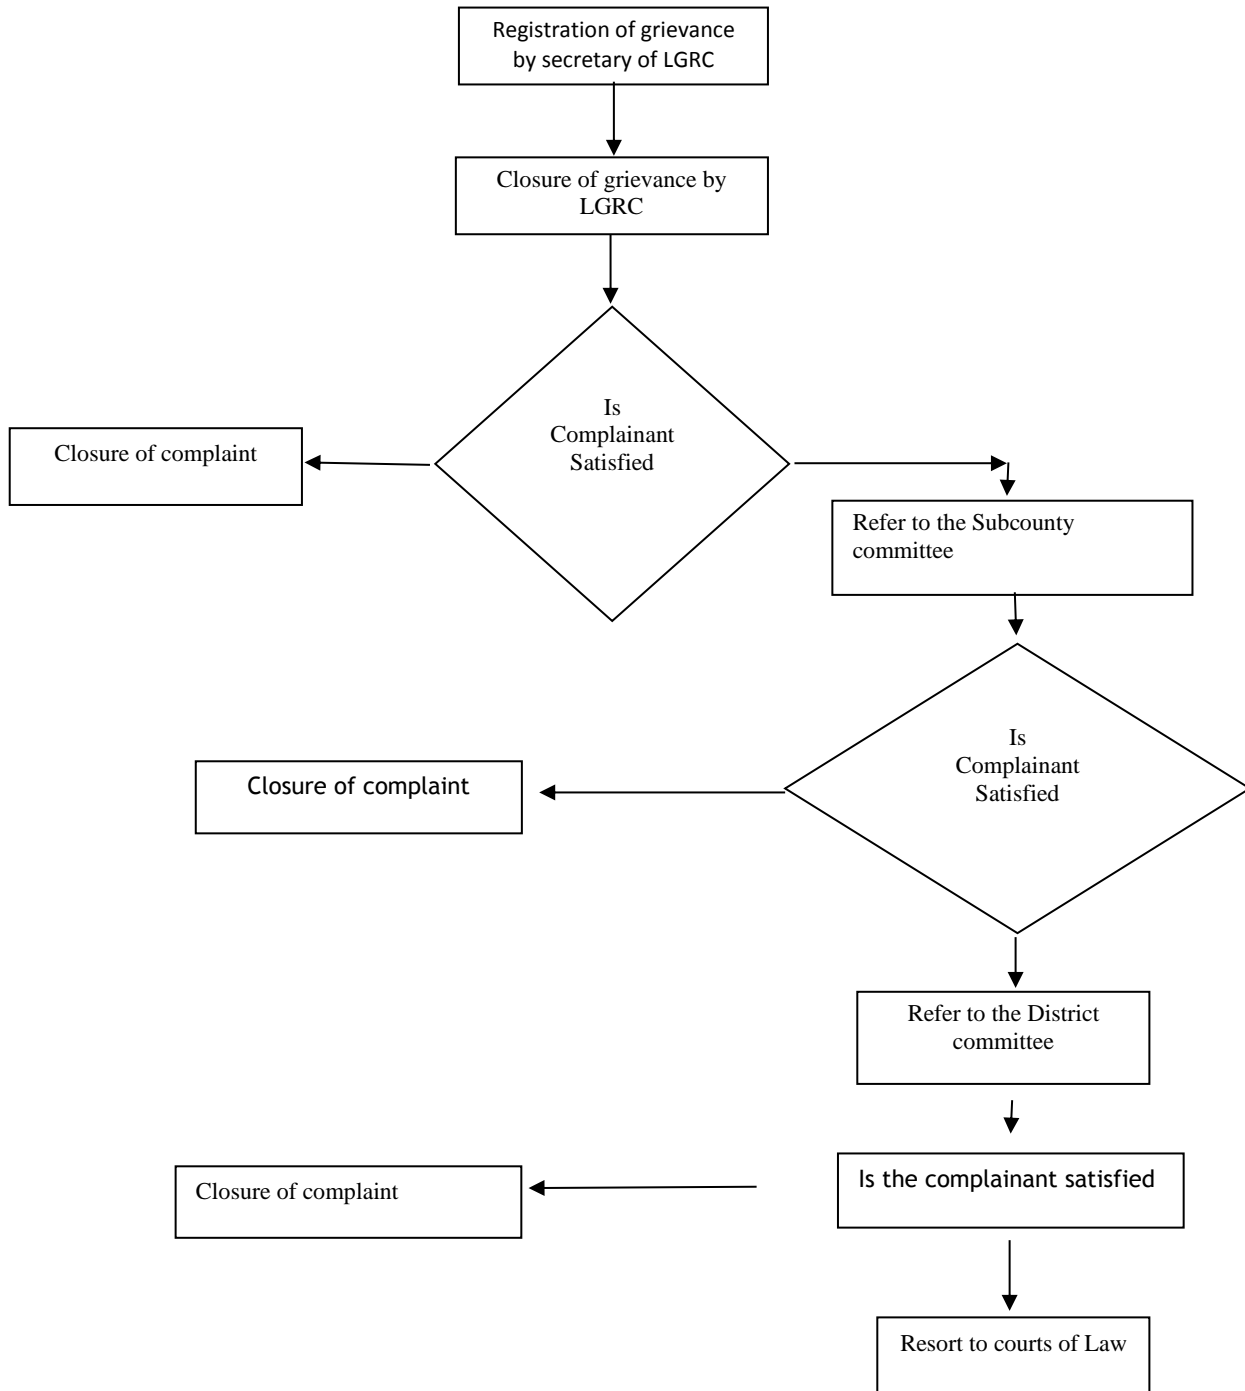 Registration of grievance
by secretary of LGRC
Closure of grievance by
LGRC
Is
Complainant
Satisfied
Closure of complaint
Refer to the Subcounty
committee
Is
Complainant
Satisfied
Closure of complaint
Refer to the District
committee
Is the complainant satisfied
Closure of complaint
Resort to courts of Law